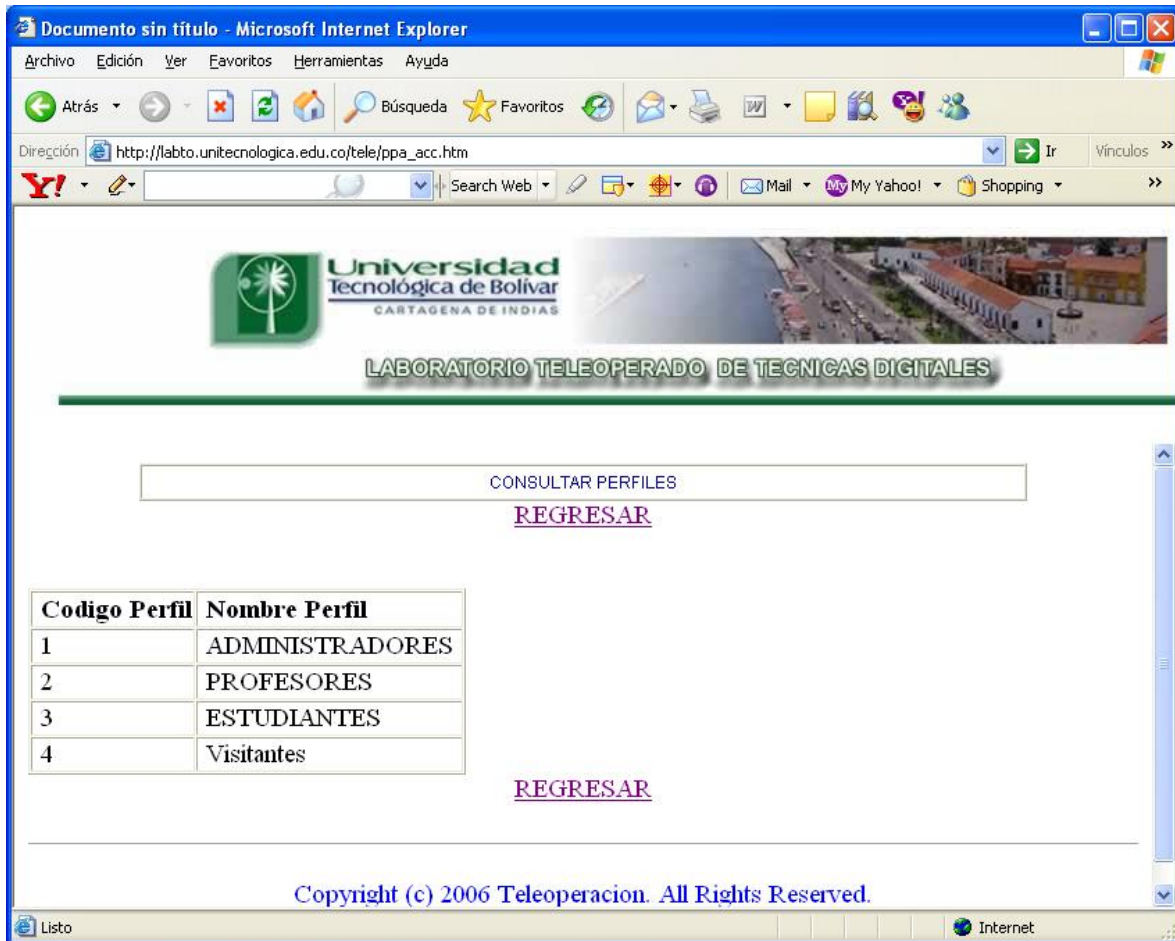 Documento sin título - Microsoft Internet Explorer
Archivo Edición Ver Favoritos Herramientas Ayuda
Atrás Búsqueda Favoritos
Dirección http://labto.unitecnologica.edu.co/tele/ppa_acc.htm Ir Vínculos »
Y! Search Web Mail My My Yahoo! Shopping »
Universidad
Tecnológica de Bolívar
CARTAGENA DE INDIAS
LABORATORIO TELEOPERADO DE TECNICAS DIGITALES
CONSULTAR PERFILES
REGRESAR
Codigo Perfil Nombre Perfil
1 ADMINISTRADORES
2 PROFESORES
3 ESTUDIANTES
4 Visitantes
REGRESAR
Copyright (c) 2006 Teleoperacion. All Rights Reserved.
Listo Internet